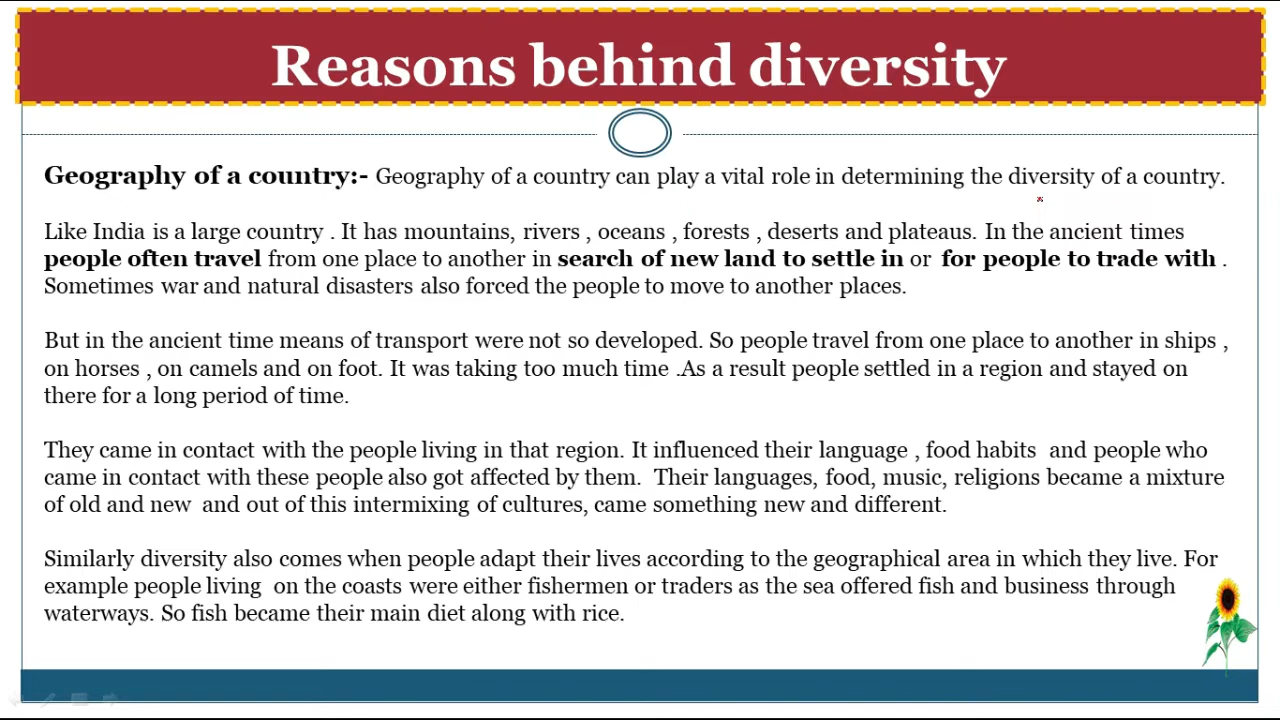 Reasons behind diversity
Geography of a country:- Geography of a country can play a vital role in determining the diversity of a country.
Like India is a large country . It has mountains, rivers , oceans , forests , deserts and plateaus. In the ancient times
people often travel from one place to another in search of new land to settle in or for people to trade with .
Sometimes war and natural disasters also forced the people to move to another places.
But in the ancient time means of transport were not so developed. So people travel from one place to another in ships ,
on horses , on camels and on foot. It was taking too much time .As a result people settled in a region and stayed on
there for a long period of time.
They came in contact with the people living in that region. It influenced their language , food habits and people who
came in contact with these people also got affected by them. Their languages, food, music, religions became a mixture
of old and new and out of this intermixing of cultures, came something new and different.
Similarly diversity also comes when people adapt their lives according to the geographical area in which they live. For
example people living on the coasts were either fishermen or traders as the sea offered fish and business through
waterways. So fish became their main diet along with rice.